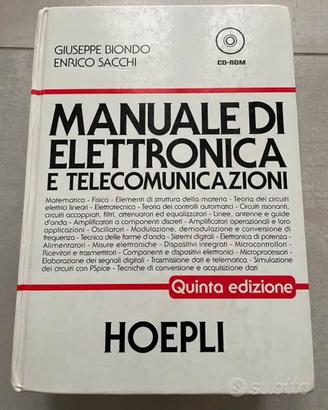 GIUSEPPE BIONDO
ENRICO SACCHI
CD-ROM
MANUALE DI
ELETTRONICA
E TELECOMUNICAZIONI
Matematica - Fisica - Elementi di struttura della materia - Teoria dei circuiti
elettrici lineari - Elettrotecnica - Teoria dei controlli automatici - Circuiti risonanti,
circuiti accoppiati, filtri, attenuatori ed equalizzatori - Linee, antenne e guide
d'onda - Amplificatori a componenti discreti - Amplificatori operazionali e loro
applicazioni - Oscillatori - Modulazione, demodulazione e conversione di
frequenza - Tecnica delle forme d'onda - Sistemi digitali - Elettronica di potenza -
Alimentatori - Misure elettroniche - Dispositivi integrati - Microcontrollori -
Ricevitori e trasmettitori - Componenti e dispositivi elettronici - Microprocessori -
Elaborazione dei segnali digitali - Trasmissione dati e telematica - Simulazione
dei circuiti con PSpice - Tecniche di conversione e acquisizione dati
Quinta edizione
HOEPLI
subito